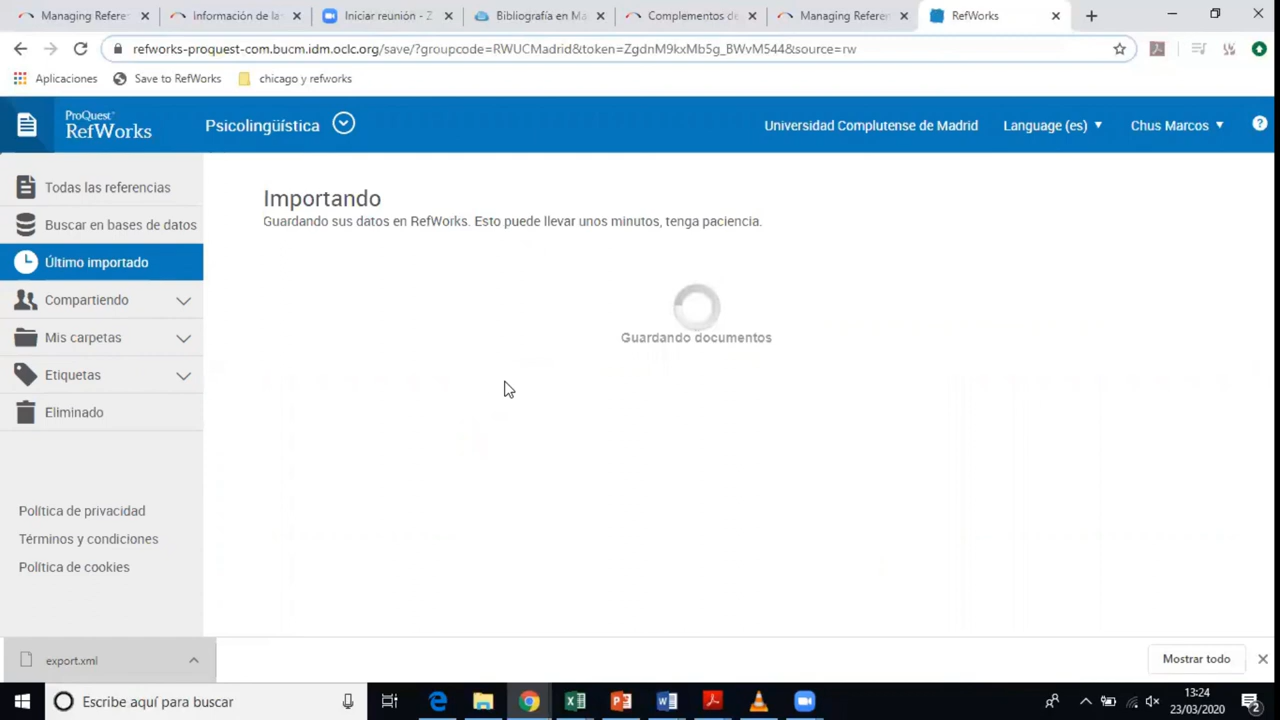 Managing Refere
Información de la
Iniciar reunión - Z
Bibliografía en Ma
Complementos de
Managing Referen
RefWorks
refworks-proquest-com.bucm.idm.oclc.org/save/?groupcode=RWUCMadrid&token=ZgdnM9kxMb5g_BWvM544&source=rw
Aplicaciones
Save to RefWorks
chicago y refworks
ProQuest
RefWorks
Psicolingüística
Universidad Complutense de Madrid
Language (es)
Chus Marcos
?
Todas las referencias
Buscar en bases de datos
Último importado
Compartiendo
Mis carpetas
Etiquetas
Eliminado
Importando
Guardando sus datos en RefWorks. Esto puede llevar unos minutos, tenga paciencia.
Guardando documentos
Política de privacidad
Términos y condiciones
Política de cookies
export.xml
Mostrar todo
Escribe aquí para buscar
13:24
23/03/2020
2